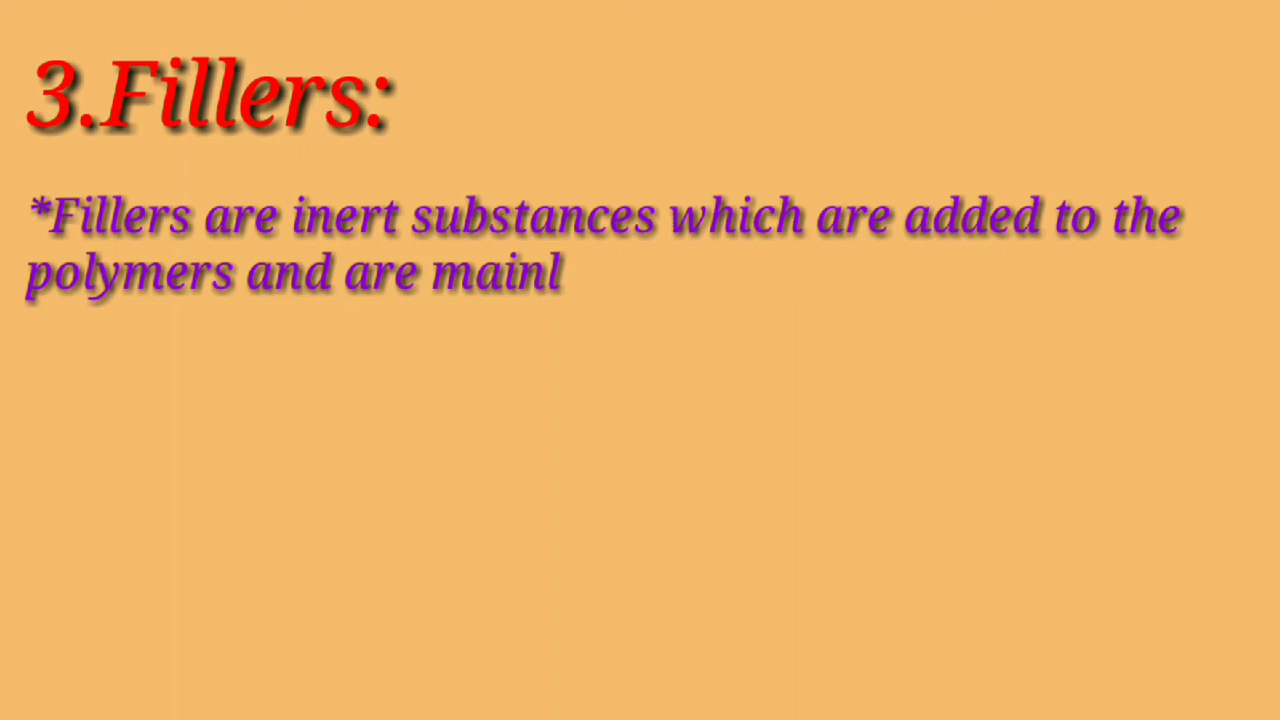 3.Fillers:
*Fillers are inert substances which are added to the
polymers and are mainl